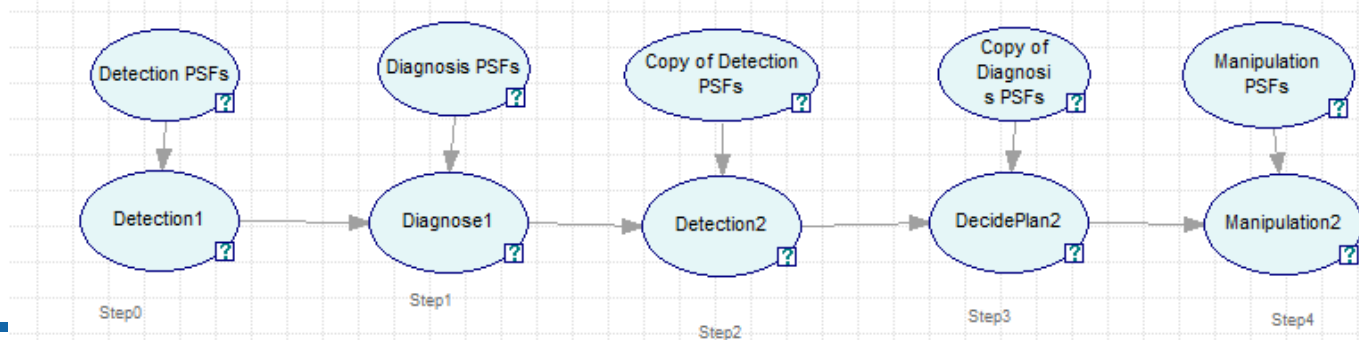 Detection PSFs
Diagnosis PSFs
Copy of Detection
PSFs
Copy of
Diagnosi
s PSFs
Manipulation
PSFs
?
?
?
?
?
Detection1
Diagnose1
Detection2
DecidePlan2
Manipulation2
?
?
?
?
?
Step0
Step1
Step2
Step3
Step4